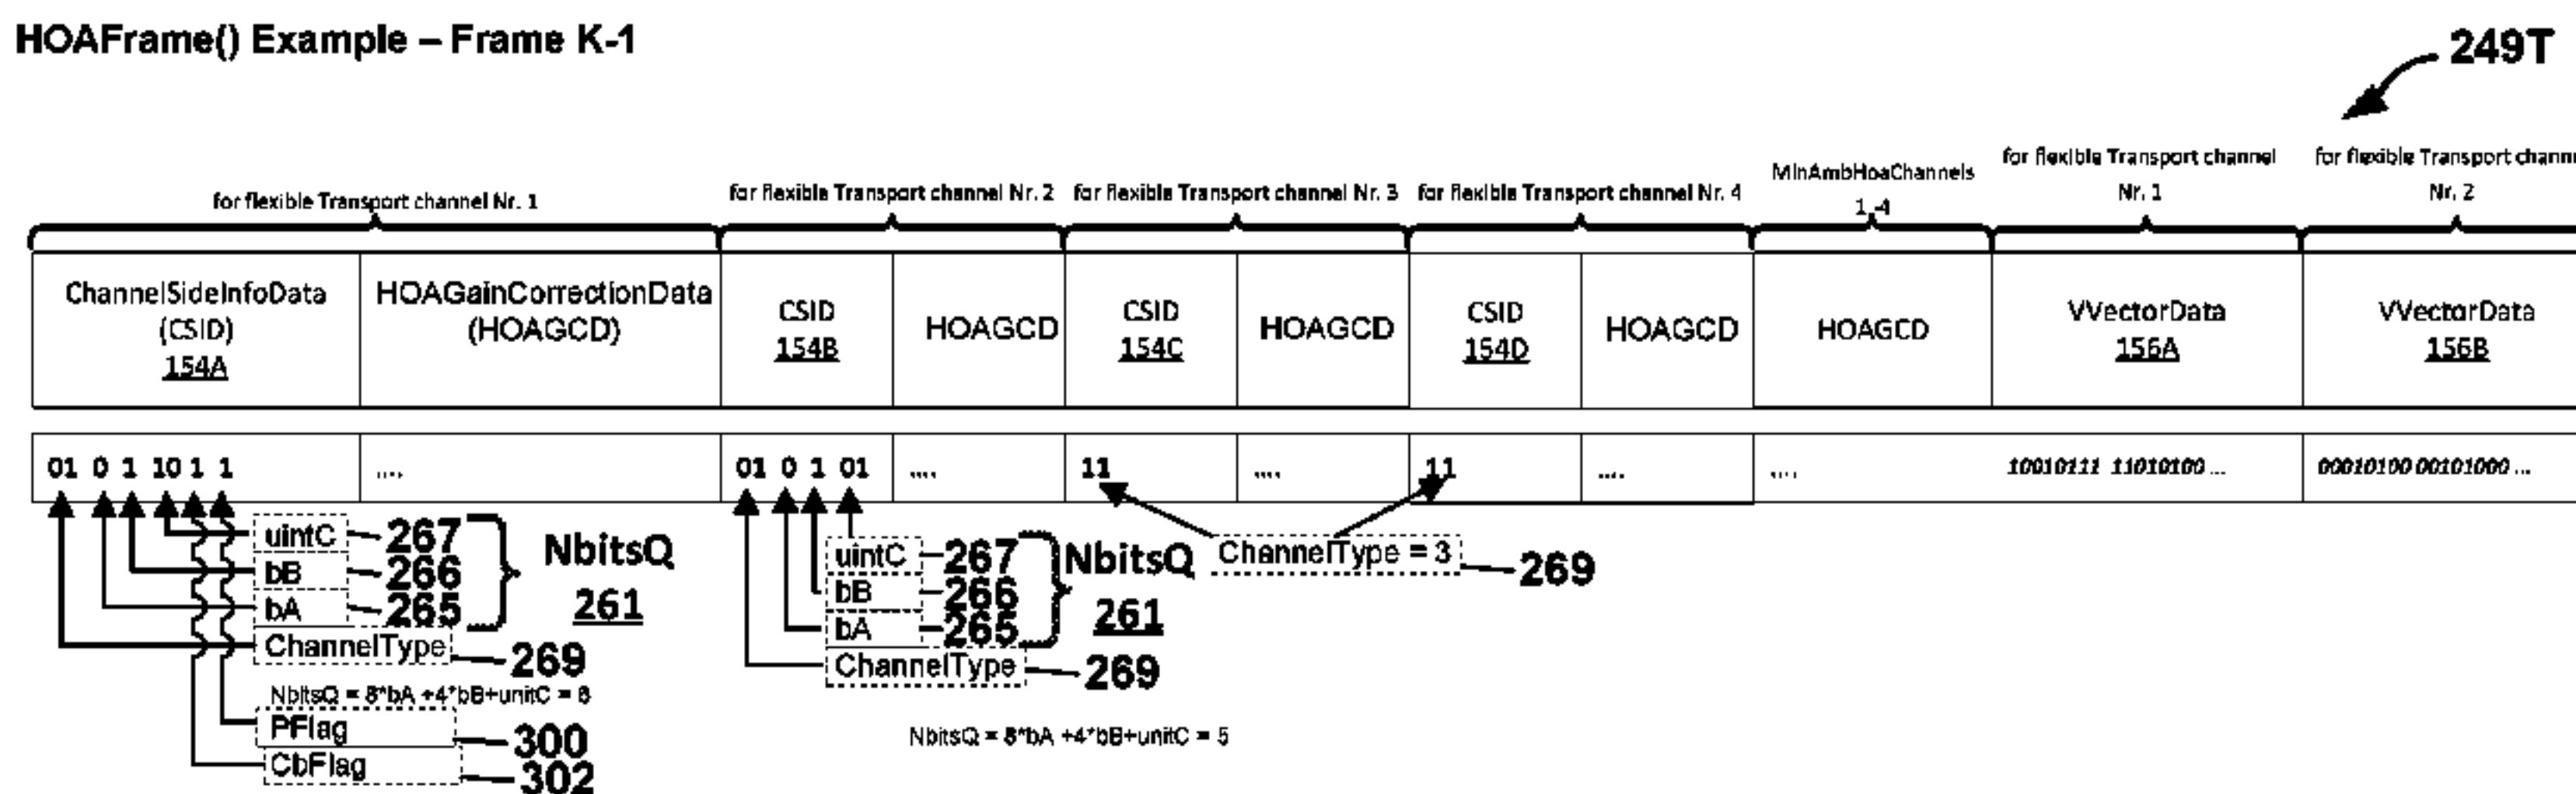 HOAFrame() Example – Frame K-1
249T
for flexible Transport channel Nr. 1
for flexible Transport channel Nr. 2
for flexible Transport channel Nr. 3
for flexible Transport channel Nr. 4
MinAmbHoaChannels
1-4
for flexible Transport channel
Nr. 1
for flexible Transport
Nr. 2
ChannelSideInfoData
(CSID)
154A
HOAGainCorrectionData
(HOAGCD)
CSID
154B
HOAGCD
CSID
154C
HOAGCD
CSID
154D
HOAGCD
HOAGCD
VVectorData
156A
VVectorData
156B
01 0 1 10 1 1
....
01 0 1 01
....
11
....
11
....
....
10010111 11010100 ...
00010100 00101000 ...
uintC 267
bB 266
bA 265
NbitsQ
261
ChannelType 269
NbitsQ = 8*bA +4*bB+unitC = 6
PFlag 300
CbFlag 302
uintC 267
bB 266
bA 265
NbitsQ
261
ChannelType 269
NbitsQ = 8*bA +4*bB+unitC = 5
ChannelType = 3 269